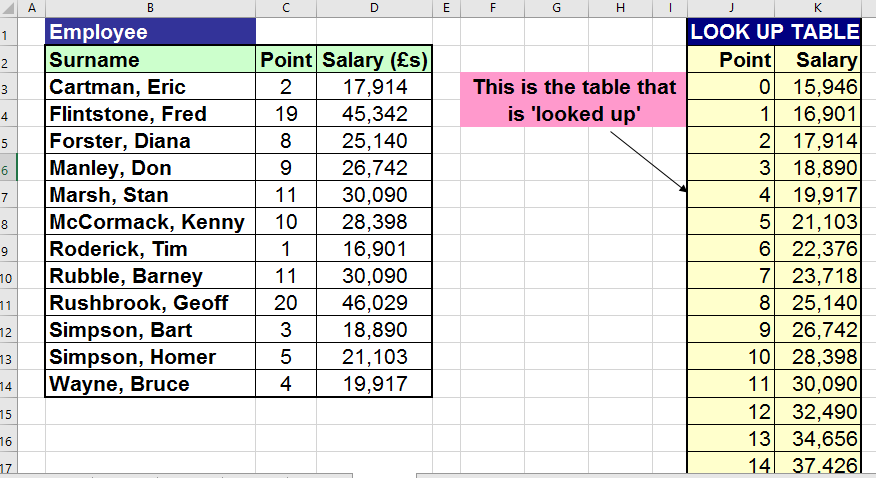 A B C D E F G H I J K
1 Employee LOOK UP TABLE
2 Surname Point Salary (£s) Point Salary
3 Cartman, Eric 2 17,914 This is the table that 0 15,946
4 Flintstone, Fred 19 45,342 is 'looked up' 1 16,901
5 Forster, Diana 8 25,140 2 17,914
6 Manley, Don 9 26,742 3 18,890
7 Marsh, Stan 11 30,090 4 19,917
8 McCormack, Kenny 10 28,398 5 21,103
9 Roderick, Tim 1 16,901 6 22,376
10 Rubble, Barney 11 30,090 7 23,718
11 Rushbrook, Geoff 20 46,029 8 25,140
12 Simpson, Bart 3 18,890 9 26,742
13 Simpson, Homer 5 21,103 10 28,398
14 Wayne, Bruce 4 19,917 11 30,090
15 12 32,490
16 13 34,656
17 14 37,426